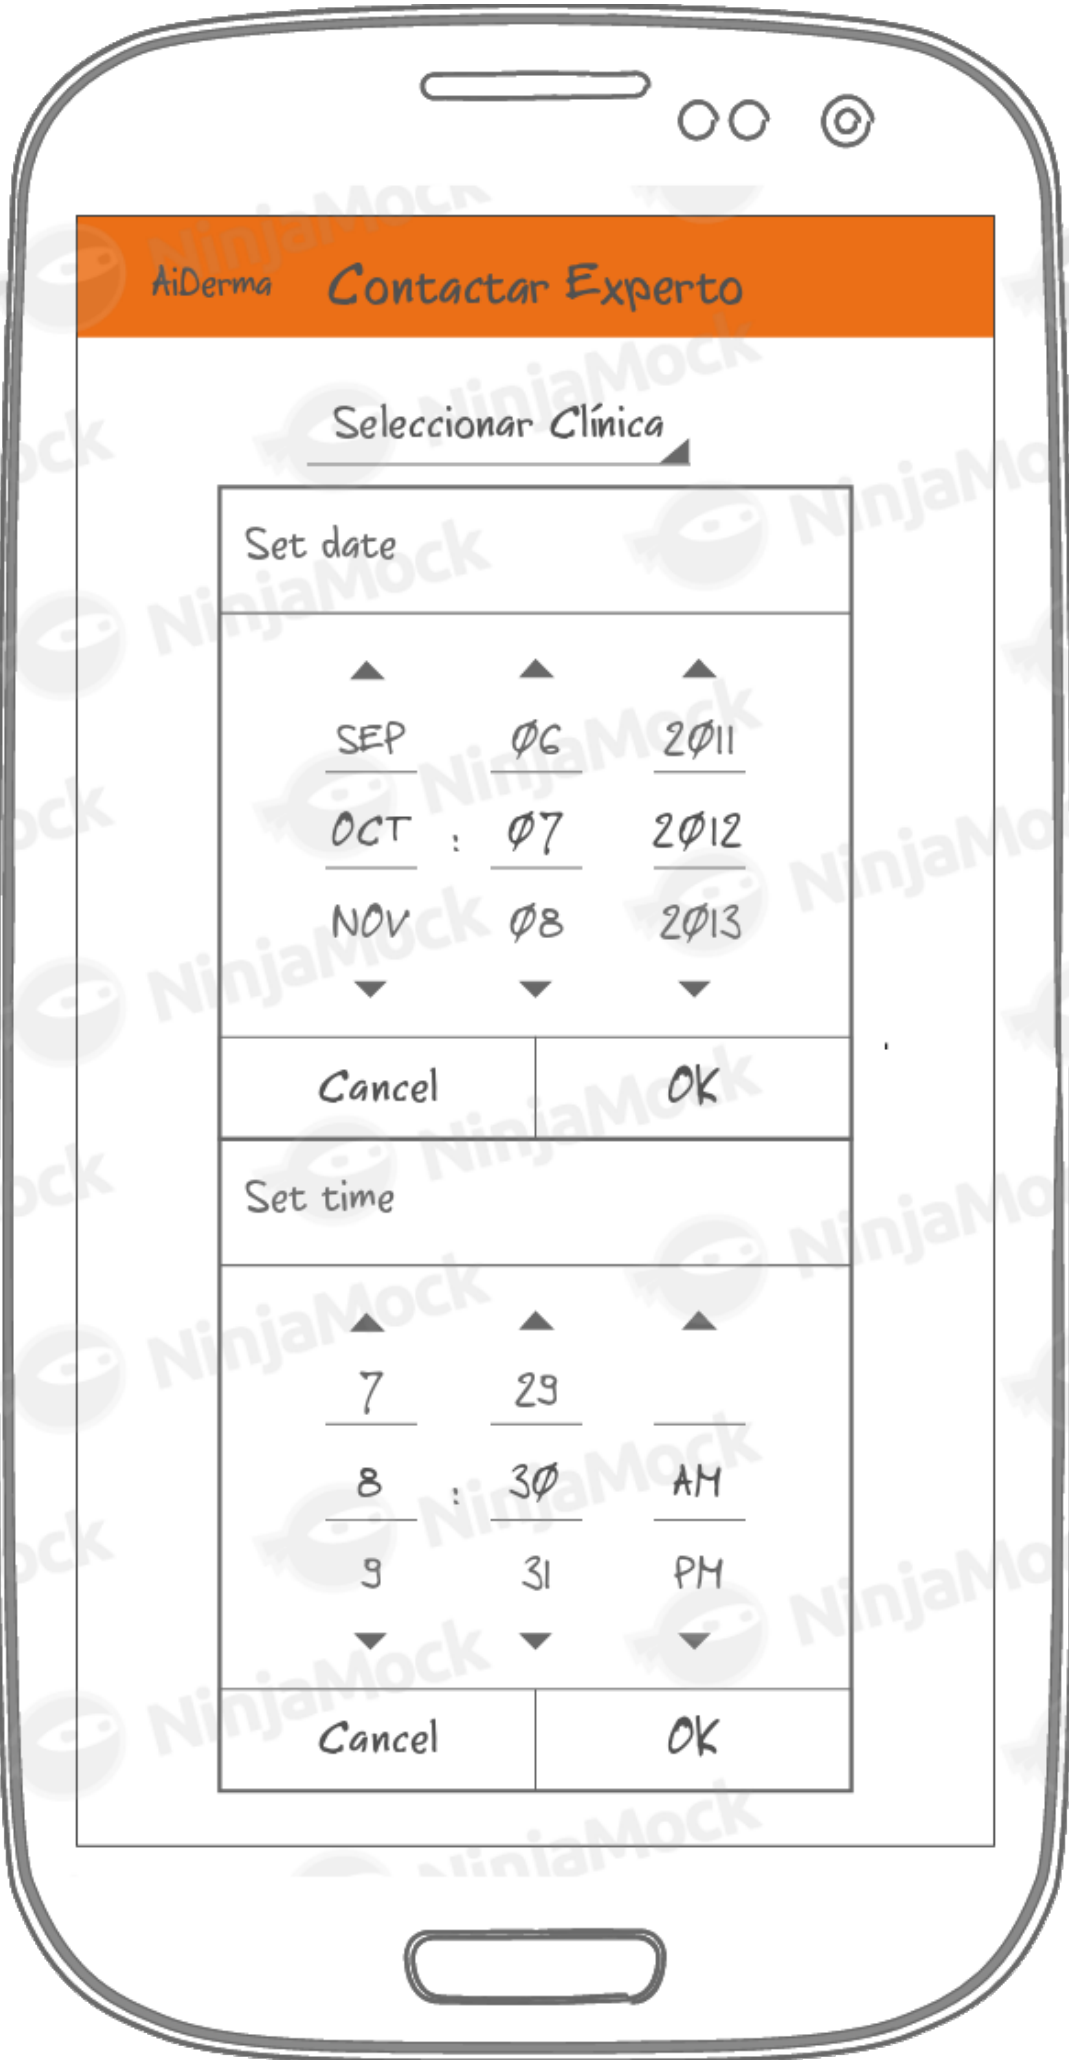 AiDerma Contactar Experto
Seleccionar Clínica
Set date
SEP 06 2011
OCT : 07 2012
NOV 08 2013
Cancel OK
Set time
7 29
8 : 30 AM
9 31 PM
Cancel OK
NinjaMock